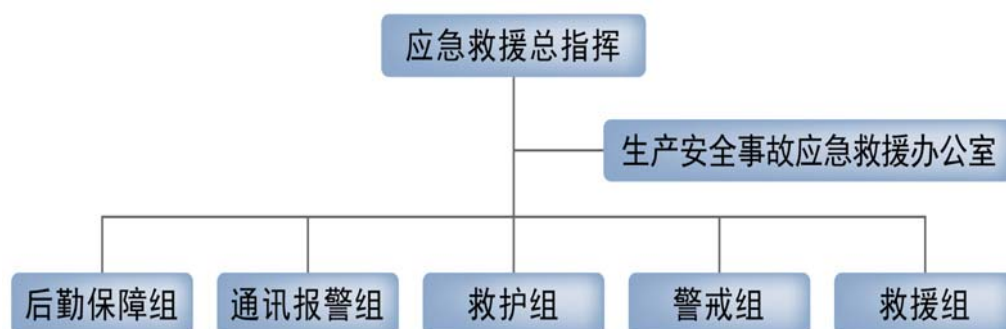 应急救援总指挥
生产安全事故应急救援办公室
后勤保障组
通讯报警组
救护组
警戒组
救援组